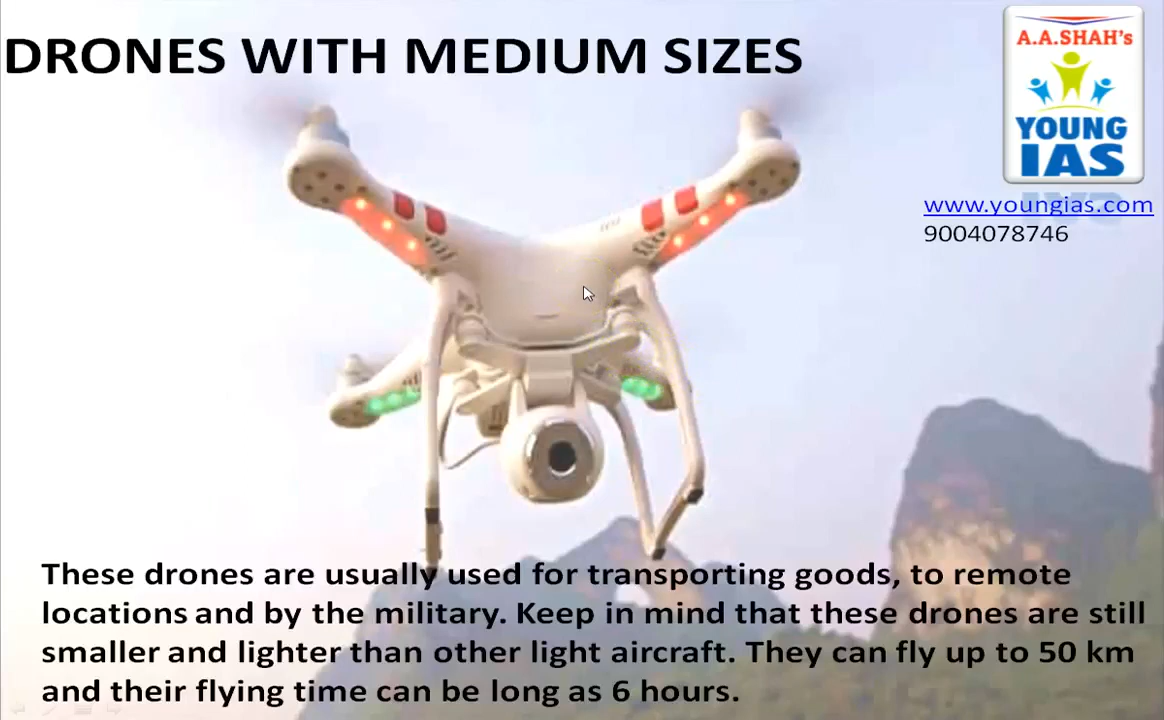 DRONES WITH MEDIUM SIZES
A.A.SHAH's
YOUNG
IAS
www.youngias.com
9004078746
These drones are usually used for transporting goods, to remote
locations and by the military. Keep in mind that these drones are still
smaller and lighter than other light aircraft. They can fly up to 50 km
and their flying time can be long as 6 hours.